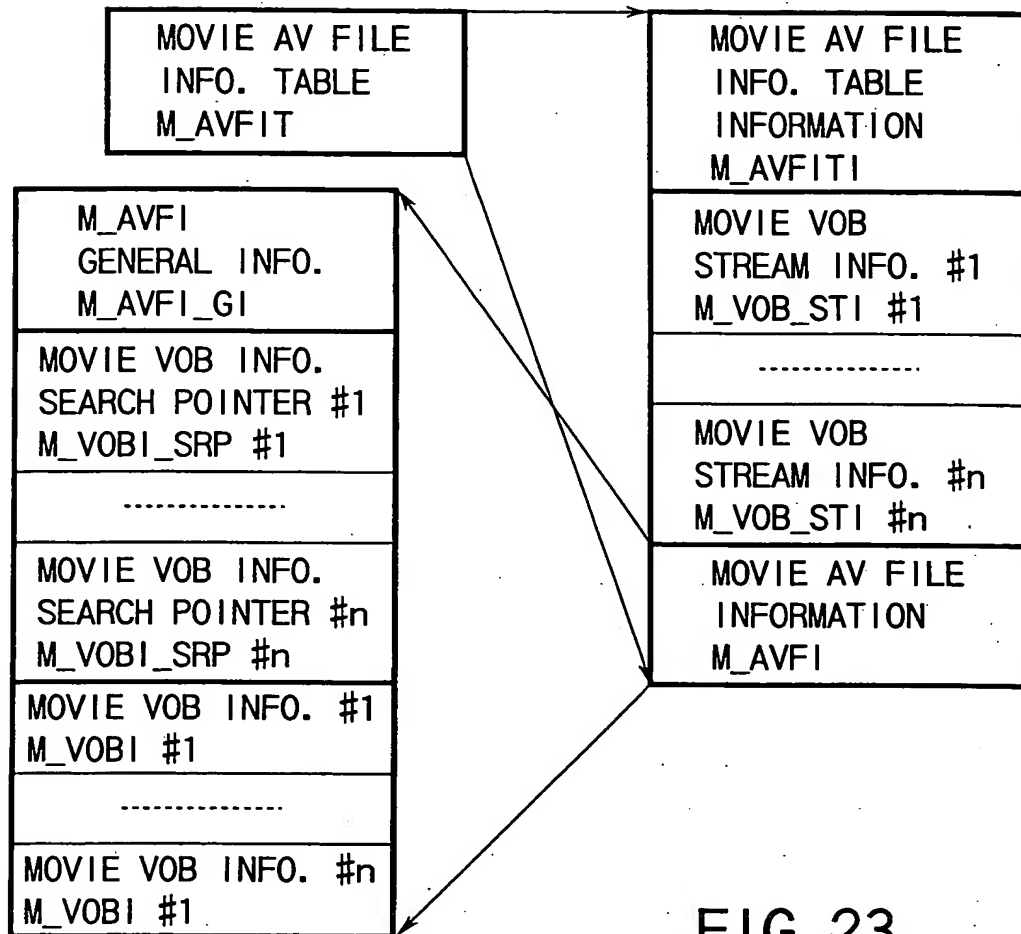 MOVIE AV FILE
INFO. TABLE
M_AVFIT
MOVIE AV FILE
INFO. TABLE
INFORMATION
M_AVFITI
MOVIE VOB
STREAM INFO. #1
M_VOB_STI #1
--------------
MOVIE VOB
STREAM INFO. #n
M_VOB_STI #n
MOVIE AV FILE
INFORMATION
M_AVFI
M_AVFI
GENERAL INFO.
M_AVFI_GI
MOVIE VOB INFO.
SEARCH POINTER #1
M_VOBI_SRP #1
--------------
MOVIE VOB INFO.
SEARCH POINTER #n
M_VOBI_SRP #n
MOVIE VOB INFO. #1
M_VOBI #1
--------------
MOVIE VOB INFO. #n
M_VOBI #1
FIG. 23